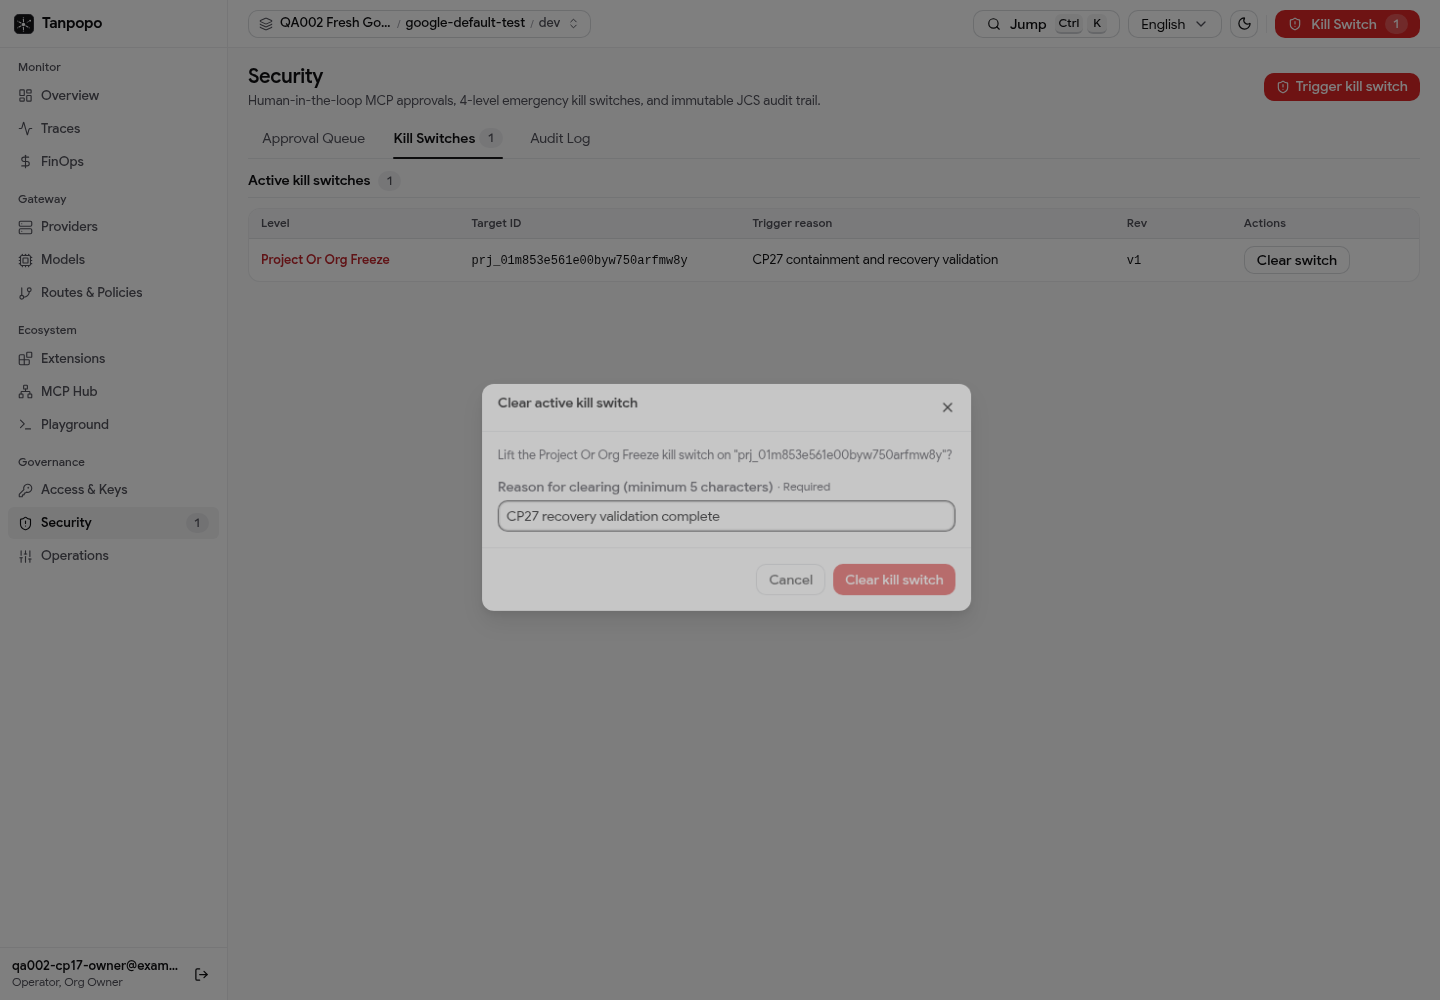 Tanpopo
QA002 Fresh Go... / google-default-test / dev
Jump Ctrl K
English
Kill Switch 1
Monitor
Overview
Traces
FinOps
Gateway
Providers
Models
Routes & Policies
Ecosystem
Extensions
MCP Hub
Playground
Governance
Access & Keys
Security 1
Operations
qa002-cp17-owner@exam...
Operator, Org Owner
Security
Human-in-the-loop MCP approvals, 4-level emergency kill switches, and immutable JCS audit trail.
Trigger kill switch
Approval Queue Kill Switches 1 Audit Log
Active kill switches 1
Level Target ID Trigger reason Rev Actions
Project Or Org Freeze prj_01m853e561e00byw750arfmw8y CP27 containment and recovery validation v1 Clear switch
Clear active kill switch
Lift the Project Or Org Freeze kill switch on "prj_01m853e561e00byw750arfmw8y"?
Reason for clearing (minimum 5 characters) · Required
CP27 recovery validation complete
Cancel Clear kill switch